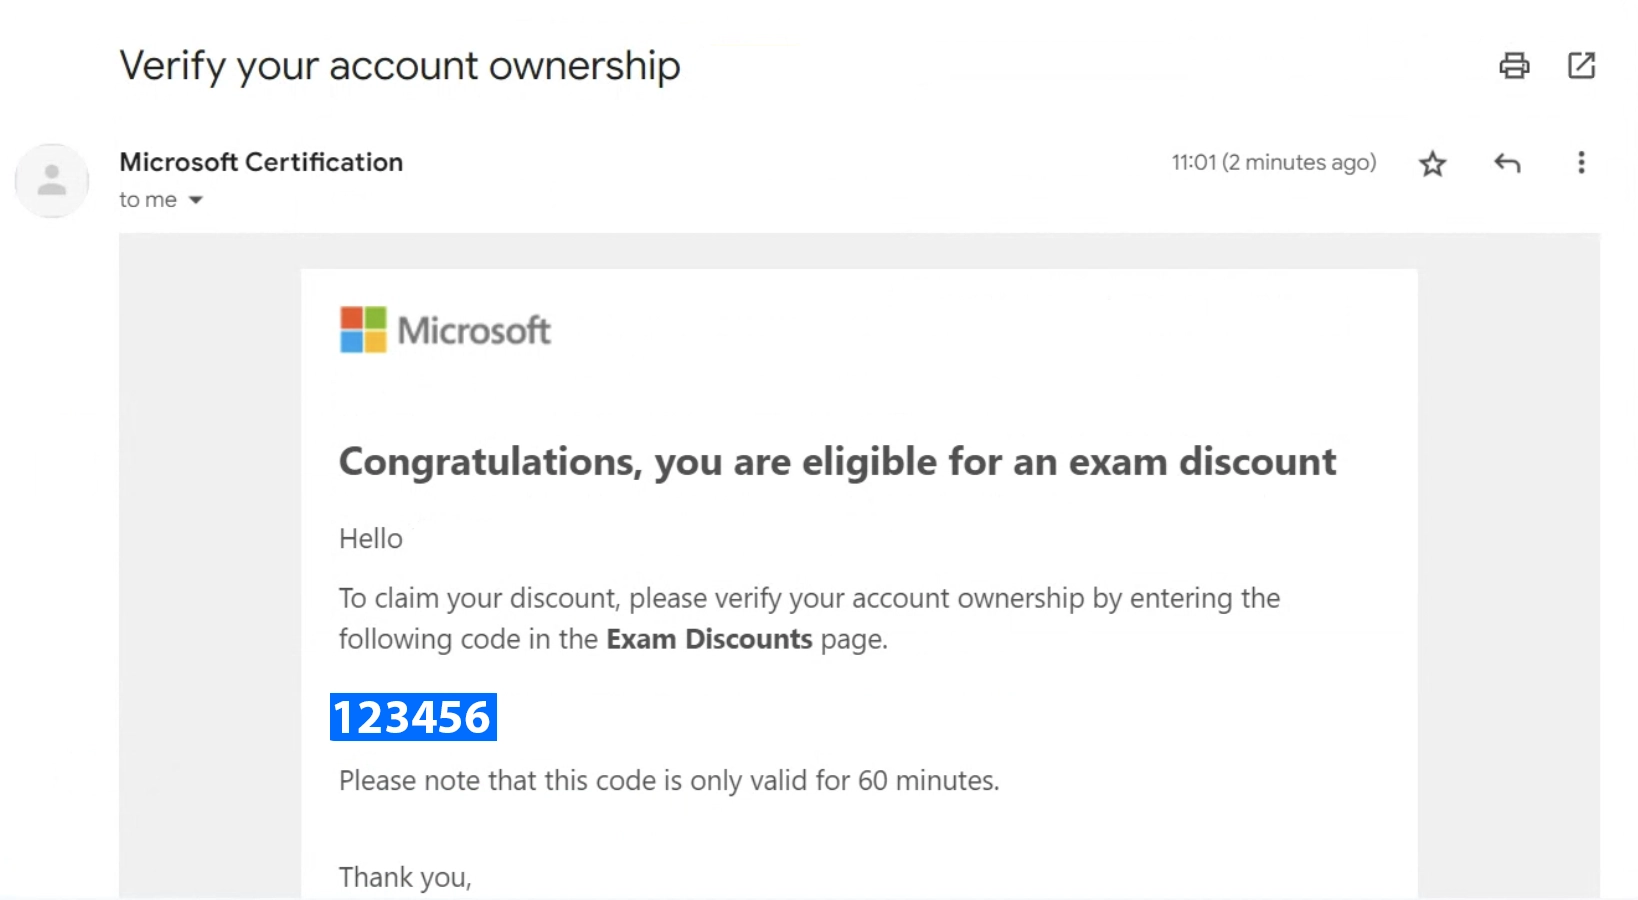 Verify your account ownership
Microsoft Certification
11:01 (2 minutes ago)
to me
Microsoft
Congratulations, you are eligible for an exam discount
Hello
To claim your discount, please verify your account ownership by entering the
following code in the Exam Discounts page.
123456
Please note that this code is only valid for 60 minutes.
Thank you,